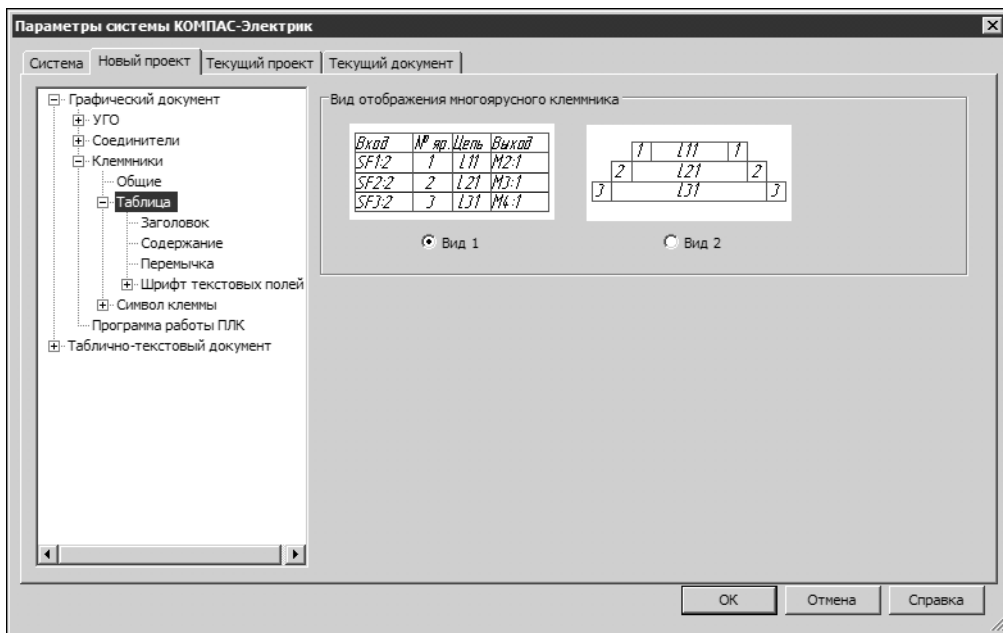 Параметры системы КОМПАС-Электрик
Система Новый проект Текущий проект Текущий документ
Графический документ
УГО
Соединители
Клеммники
Общие
Таблица
Заголовок
Содержание
Перемычка
Шрифт текстовых полей
Символ клеммы
Программа работы ПЛК
Таблично-текстовый документ
Вид отображения многоярусного клеммника
Вход № яр. Цепь Выход
SF1:2 1 L11 M2:1
SF2:2 2 L21 M3:1
SF3:2 3 L31 M4:1
Вид 1
1 L11 1
2 L21 2
3 L31 3
Вид 2
OK Отмена Справка